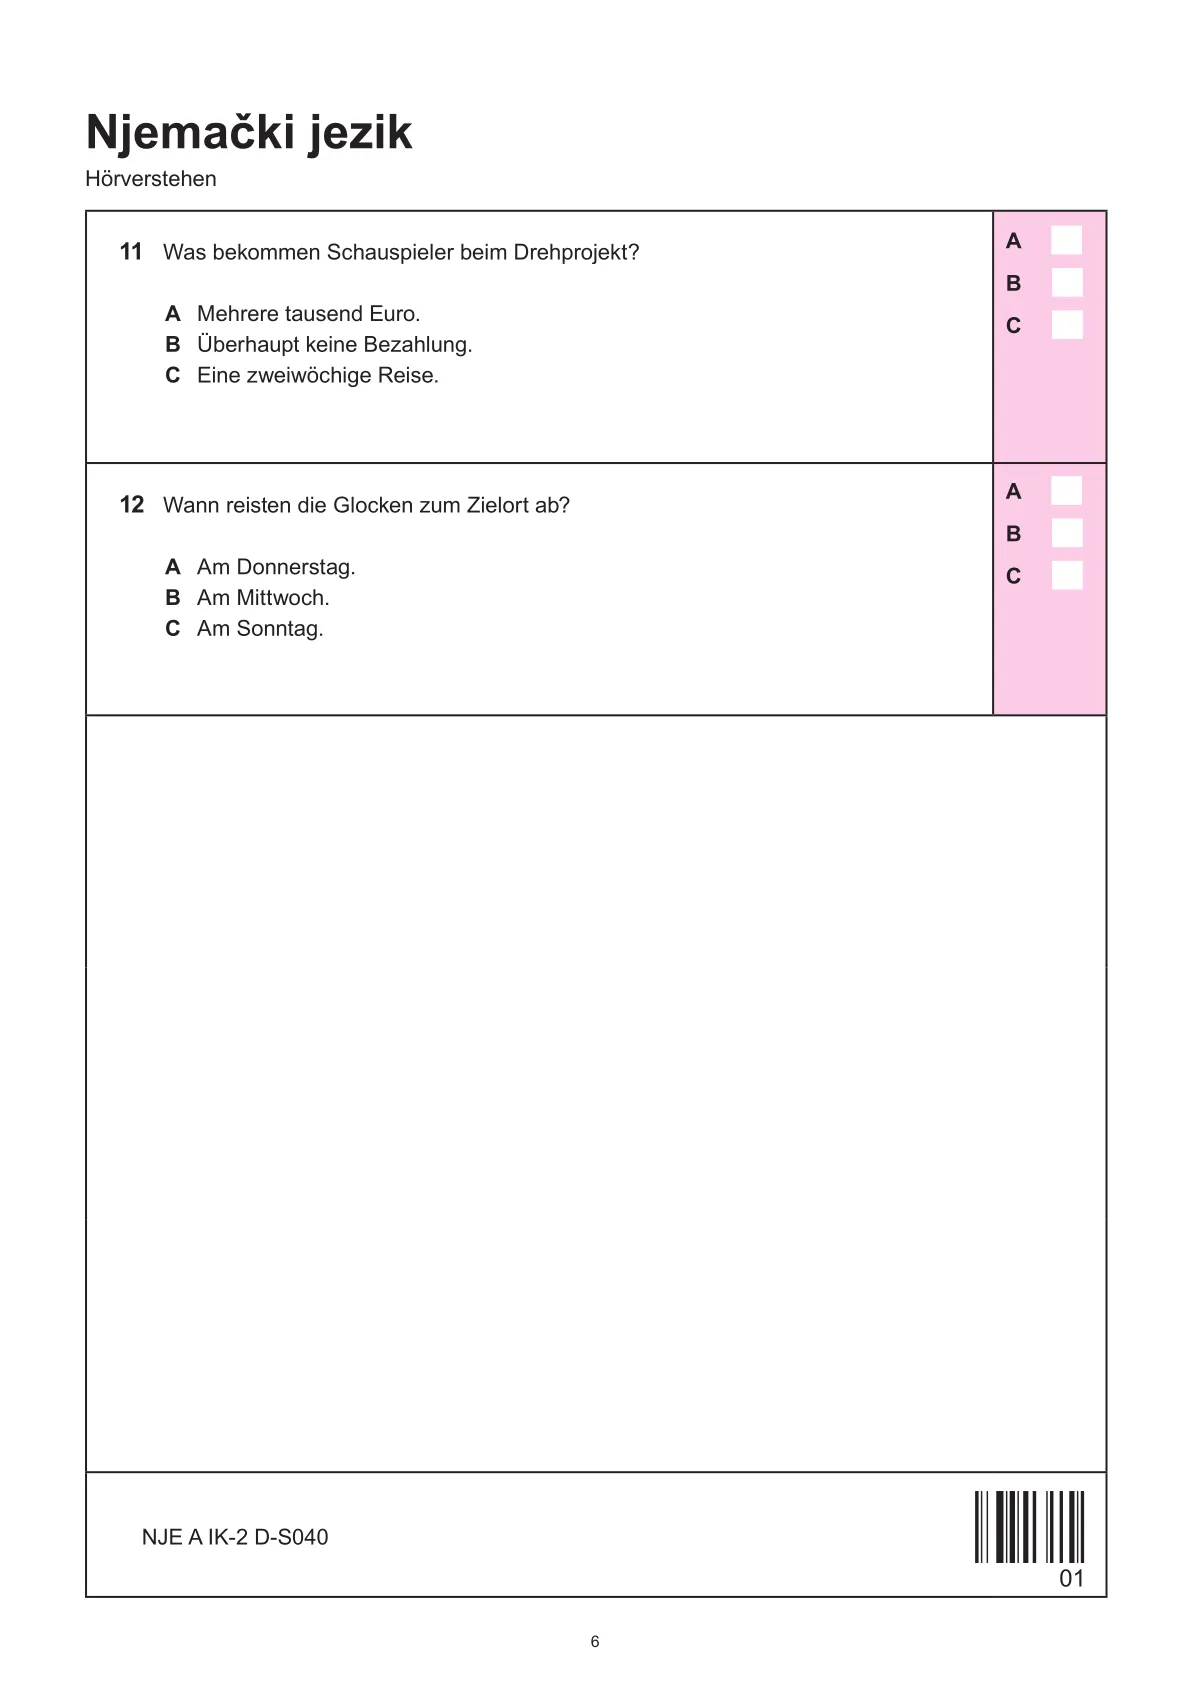 Njemački jezik
Hörverstehen
11 Was bekommen Schauspieler beim Drehprojekt?
A Mehrere tausend Euro.
B Überhaupt keine Bezahlung.
C Eine zweiwöchige Reise.
A
B
C
12 Wann reisten die Glocken zum Zielort ab?
A Am Donnerstag.
B Am Mittwoch.
C Am Sonntag.
A
B
C
NJE A IK-2 D-S040
01
6